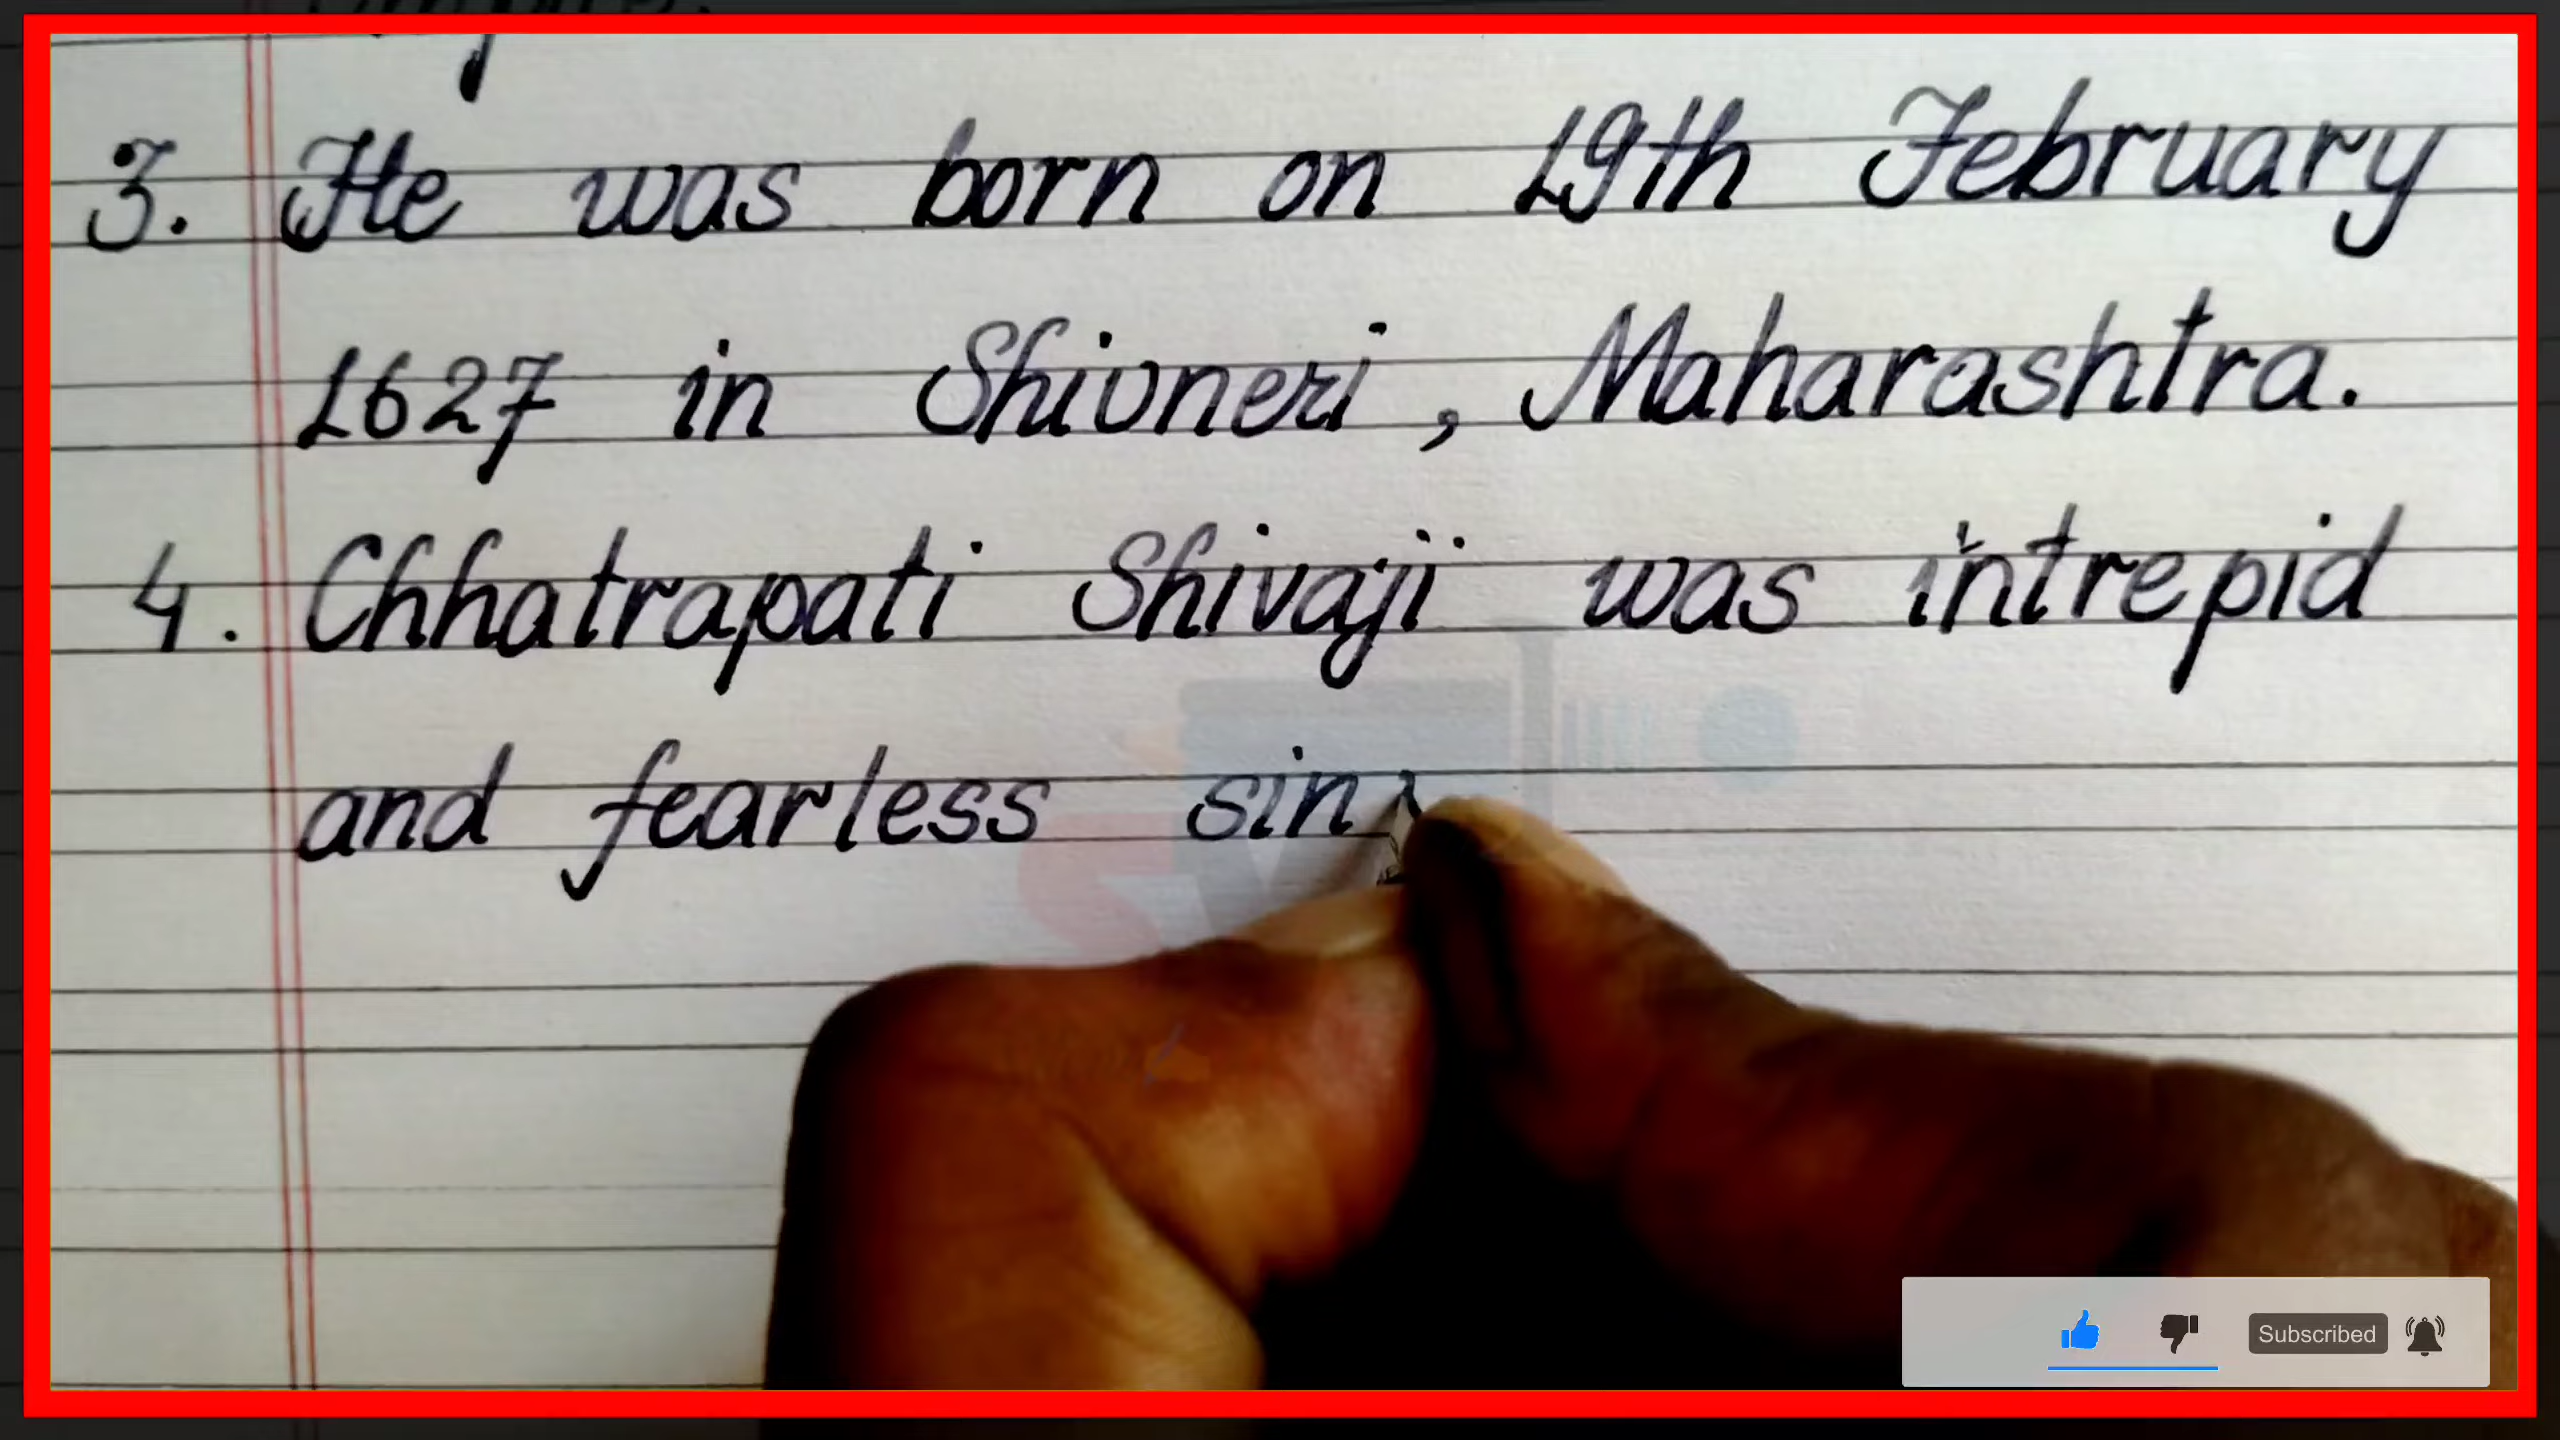 3. He was born on 19th February
1627 in Shivneri, Maharashtra.
4. Chhatrapati Shivaji was intrepid
and fearless sin
Subscribed